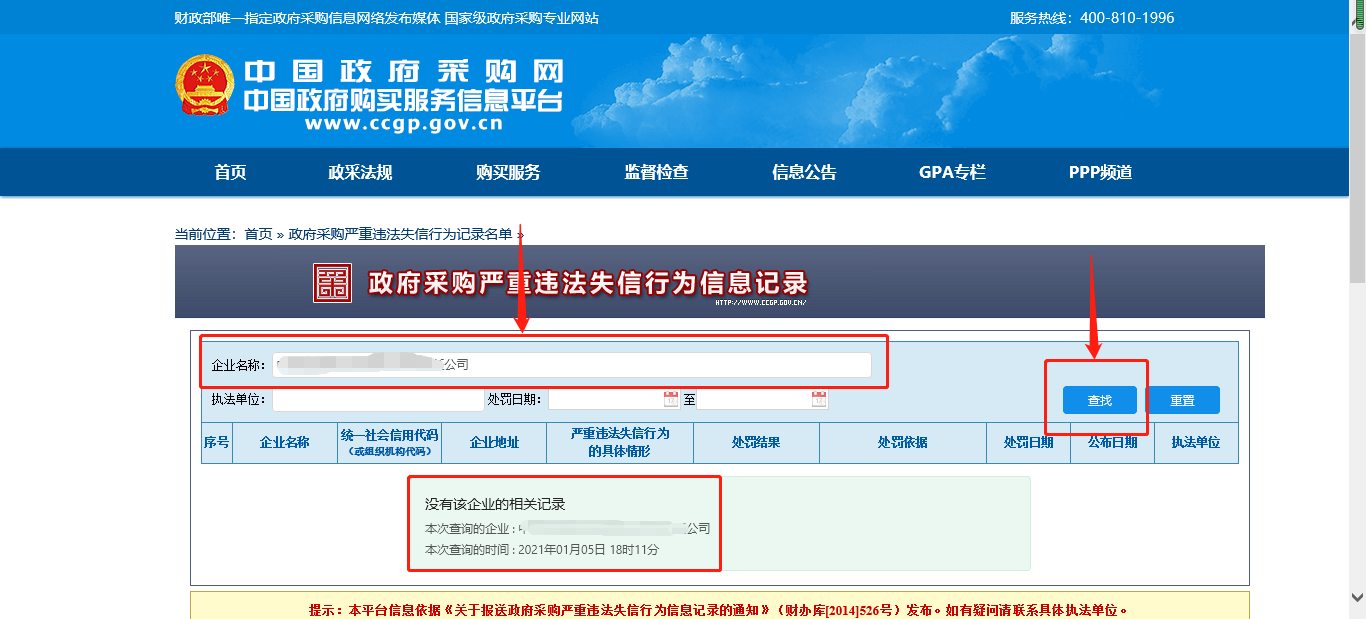 财政部唯一指定政府采购信息网络发布媒体 国家级政府采购专业网站
服务热线：400-810-1996
中国政府采购网
中国政府购买服务信息平台
www.ccgp.gov.cn
首页 政采法规 购买服务 监督检查 信息公告 GPA专栏 PPP频道
当前位置：首页 » 政府采购严重违法失信行为记录名单 »
政府采购严重违法失信行为信息记录
HTTP://WWW.CCGP.GOV.CN/
企业名称： 公司
执法单位： 处罚日期： 至
查找 重置
序号 企业名称 统一社会信用代码 企业地址 严重违法失信行为 处罚结果 处罚依据 处罚日期 公布日期 执法单位
（或组织机构代码） 的具体情形
没有该企业的相关记录
本次查询的企业 : 公司
本次查询的时间 : 2021年01月05日 18时11分
提示：本平台信息依据《关于报送政府采购严重违法失信行为信息记录的通知》（财办库[2014]526号）发布。如有疑问请联系具体执法单位。